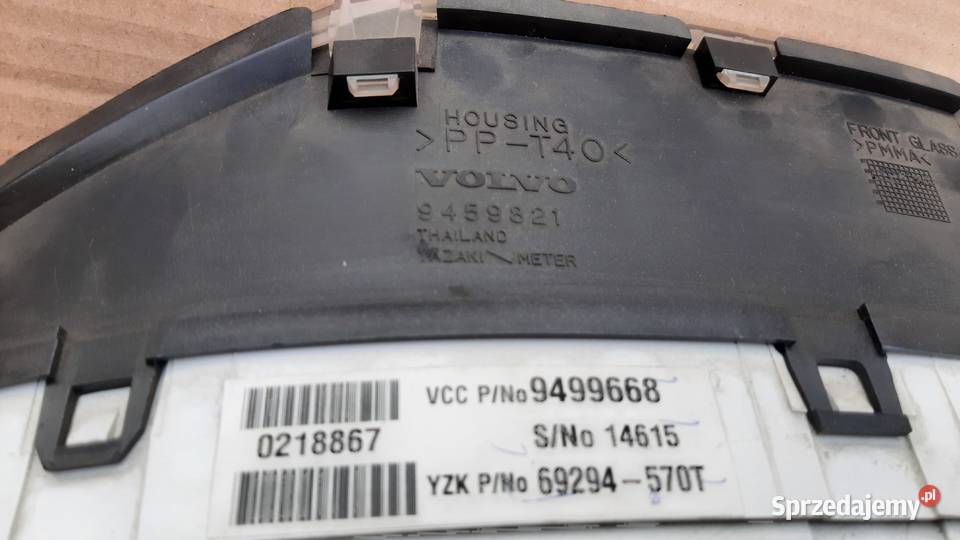 HOUSING
>PP-T40<
VOLVO
9459821
THAILAND
YAZAKI METER
FRONT GLASS
>PMMA<
VCC P/No 9499668
0218867
S/No 14615
YZK P/No 69294-570T
Sprzedajemy.pl